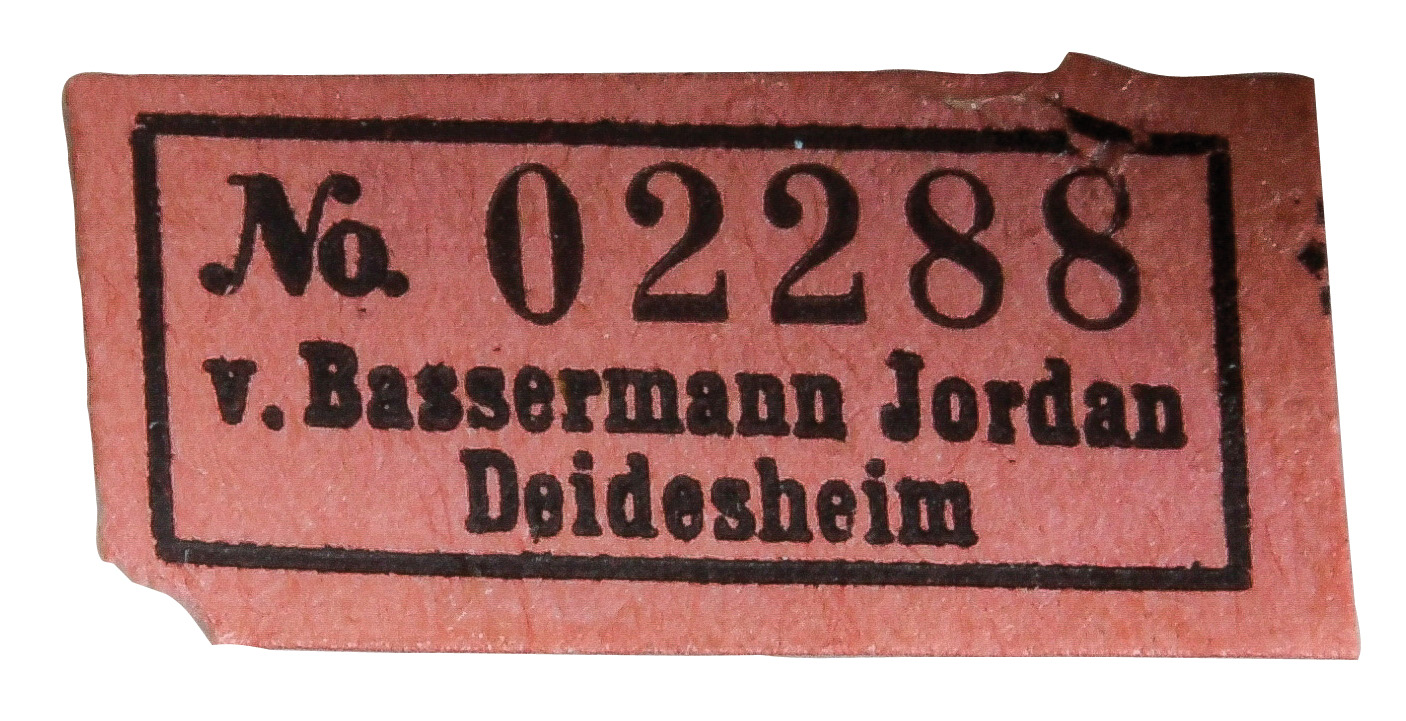 No. 02288
v. Bassermann Jordan
Deidesheim